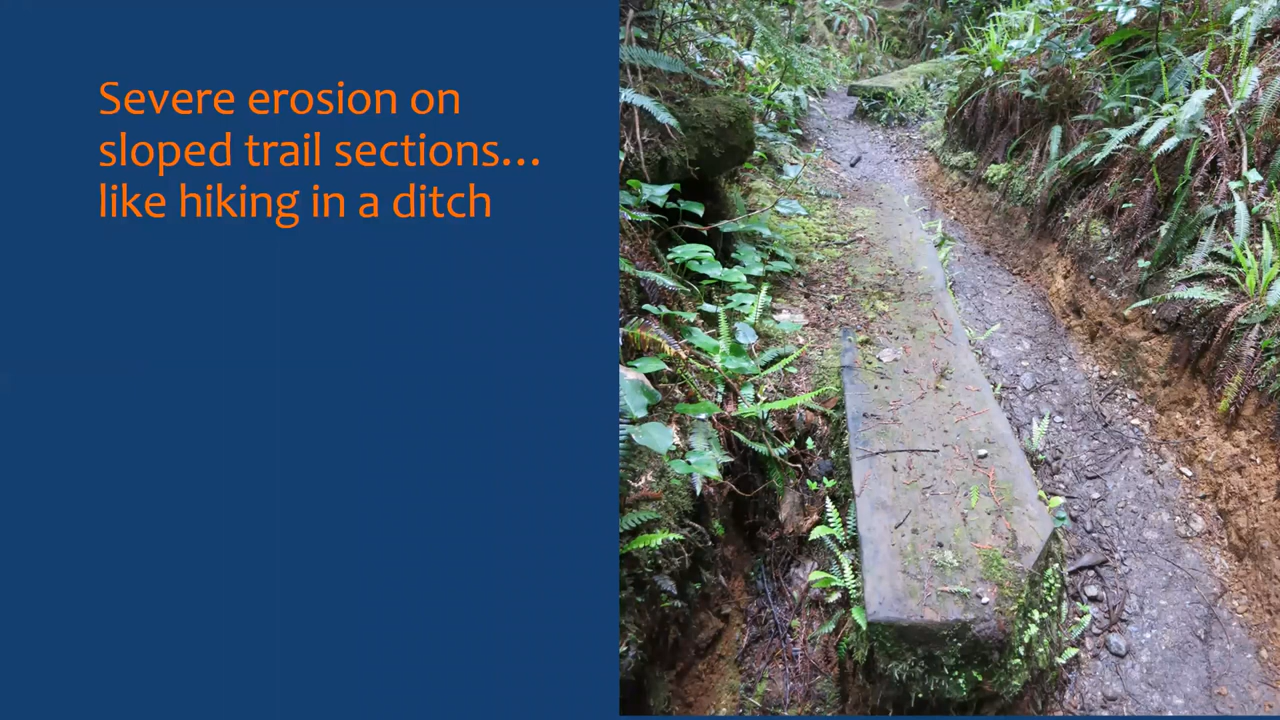 Severe erosion on
sloped trail sections…
like hiking in a ditch